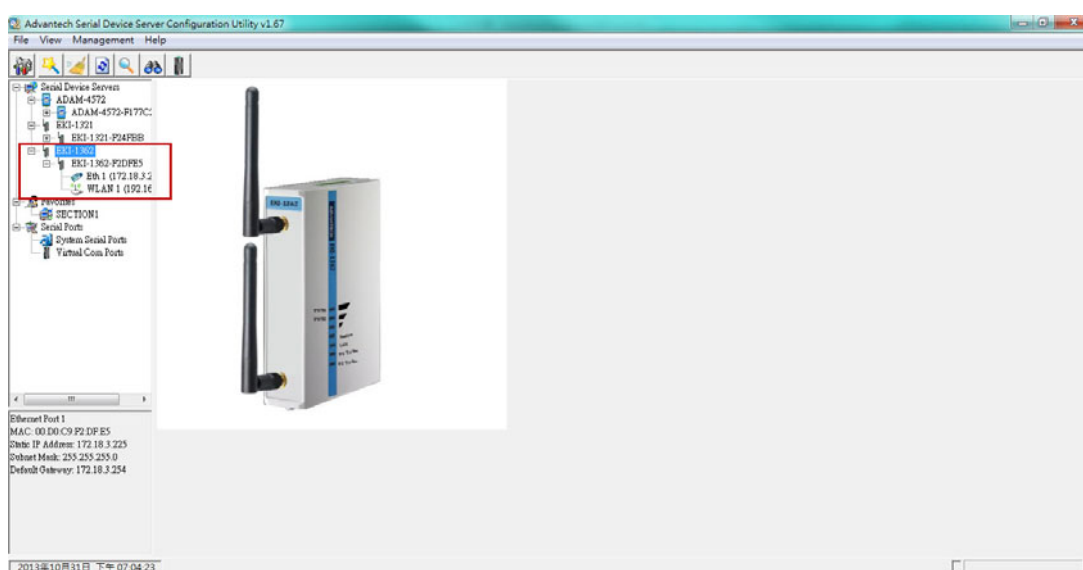 Advantech Serial Device Server Configuration Utility v1.67
File View Management Help
Serial Device Servers
ADAM-4572
ADAM-4572-F177C
EKI-1321
EKI-1321-F24FBB
EKI-1362
EKI-1362-F2DFE5
Eth 1 (172.18.3.2
WLAN 1 (192.16
Favorites
SECTION1
Serial Ports
System Serial Ports
Virtual Com Ports
EKI-1362
Ethernet Port 1
MAC: 00 D0 C9 F2 DF E5
Static IP Address: 172.18.3.225
Subnet Mask: 255.255.255.0
Default Gateway: 172.18.3.254
2013年10月31日 下午 07:04:23